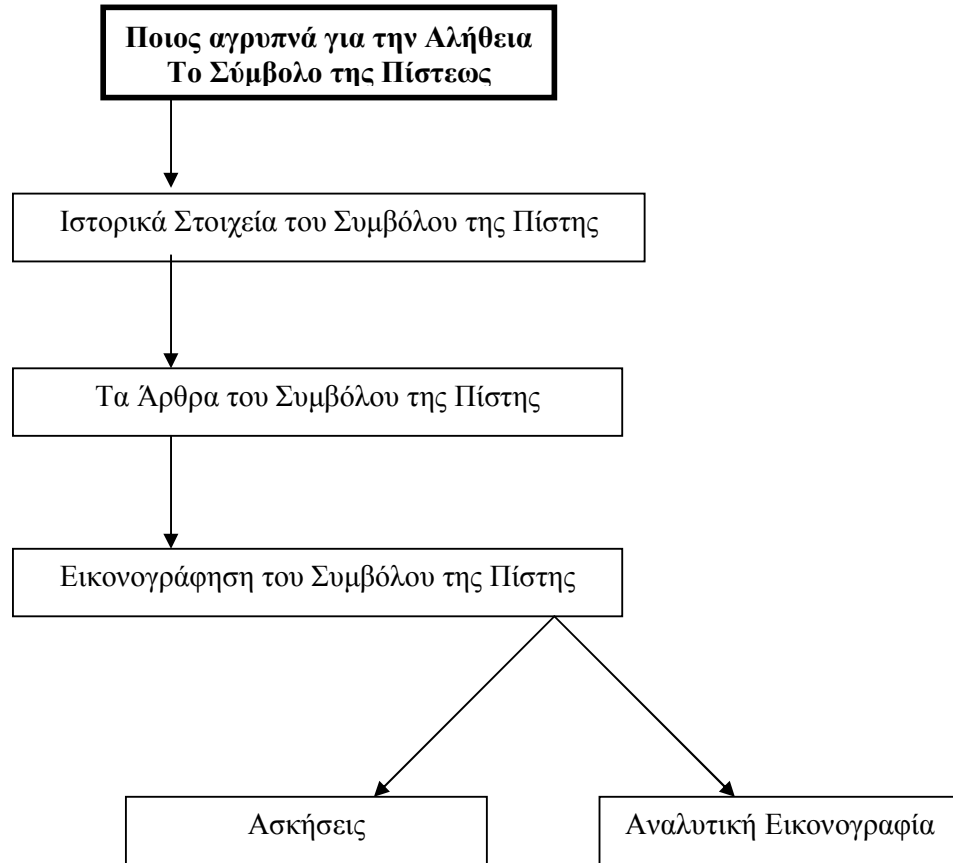 Ποιος αγρυπνά για την Αλήθεια
Το Σύμβολο της Πίστεως
Ιστορικά Στοιχεία του Συμβόλου της Πίστης
Τα Άρθρα του Συμβόλου της Πίστης
Εικονογράφηση του Συμβόλου της Πίστης
Ασκήσεις
Αναλυτική Εικονογραφία